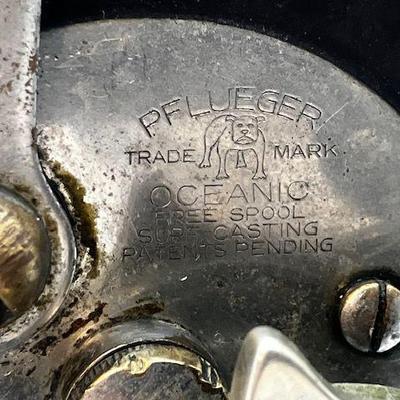 PFLUEGER
TRADE MARK
OCEANIC
FREE SPOOL
SURF CASTING
PATENTS PENDING